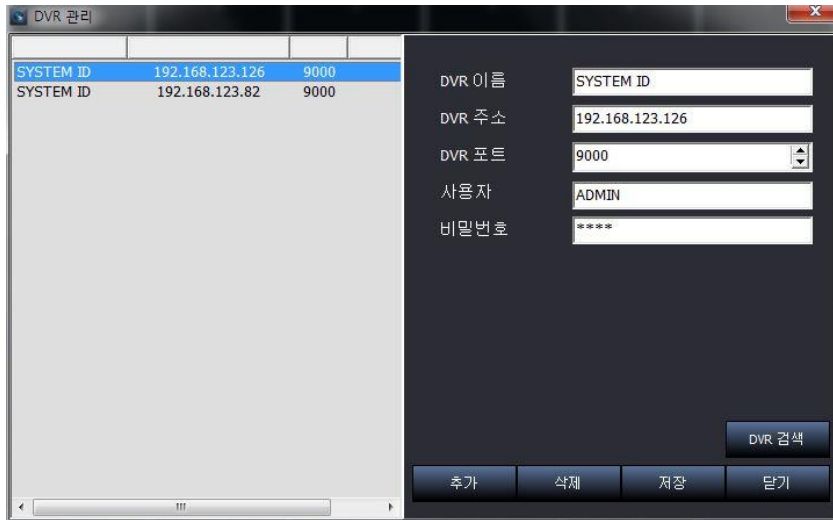 DVR 관리
SYSTEM ID 192.168.123.126 9000
SYSTEM ID 192.168.123.82 9000
DVR 이름 SYSTEM ID
DVR 주소 192.168.123.126
DVR 포트 9000
사용자 ADMIN
비밀번호 ****
DVR 검색
추가 삭제 저장 닫기